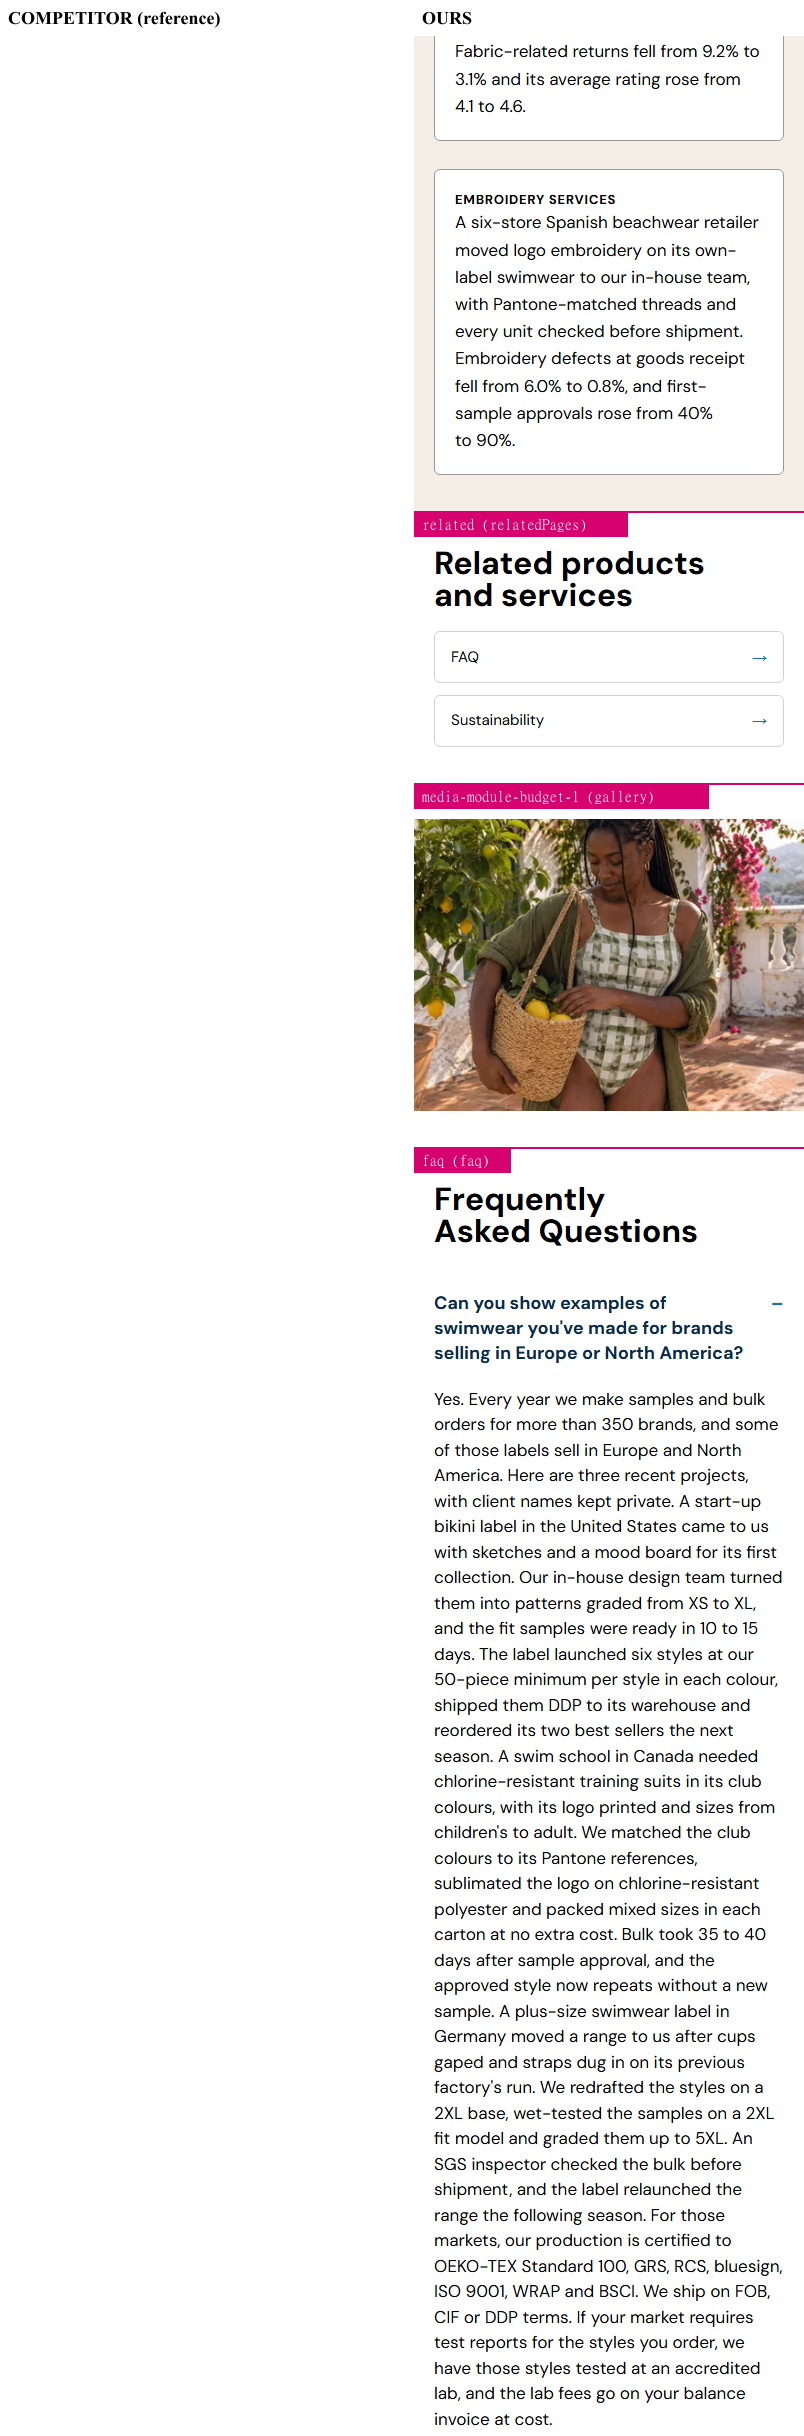 COMPETITOR (reference)
OURS
Fabric-related returns fell from 9.2% to
3.1% and its average rating rose from
4.1 to 4.6.
EMBROIDERY SERVICES
A six-store Spanish beachwear retailer
moved logo embroidery on its own-
label swimwear to our in-house team,
with Pantone-matched threads and
every unit checked before shipment.
Embroidery defects at goods receipt
fell from 6.0% to 0.8%, and first-
sample approvals rose from 40%
to 90%.
related (relatedPages)
Related products
and services
FAQ →
Sustainability →
media-module-budget-1 (gallery)
faq (faq)
Frequently
Asked Questions
Can you show examples of –
swimwear you've made for brands
selling in Europe or North America?
Yes. Every year we make samples and bulk
orders for more than 350 brands, and some
of those labels sell in Europe and North
America. Here are three recent projects,
with client names kept private. A start-up
bikini label in the United States came to us
with sketches and a mood board for its first
collection. Our in-house design team turned
them into patterns graded from XS to XL,
and the fit samples were ready in 10 to 15
days. The label launched six styles at our
50-piece minimum per style in each colour,
shipped them DDP to its warehouse and
reordered its two best sellers the next
season. A swim school in Canada needed
chlorine-resistant training suits in its club
colours, with its logo printed and sizes from
children's to adult. We matched the club
colours to its Pantone references,
sublimated the logo on chlorine-resistant
polyester and packed mixed sizes in each
carton at no extra cost. Bulk took 35 to 40
days after sample approval, and the
approved style now repeats without a new
sample. A plus-size swimwear label in
Germany moved a range to us after cups
gaped and straps dug in on its previous
factory's run. We redrafted the styles on a
2XL base, wet-tested the samples on a 2XL
fit model and graded them up to 5XL. An
SGS inspector checked the bulk before
shipment, and the label relaunched the
range the following season. For those
markets, our production is certified to
OEKO-TEX Standard 100, GRS, RCS, bluesign,
ISO 9001, WRAP and BSCI. We ship on FOB,
CIF or DDP terms. If your market requires
test reports for the styles you order, we
have those styles tested at an accredited
lab, and the lab fees go on your balance
invoice at cost.